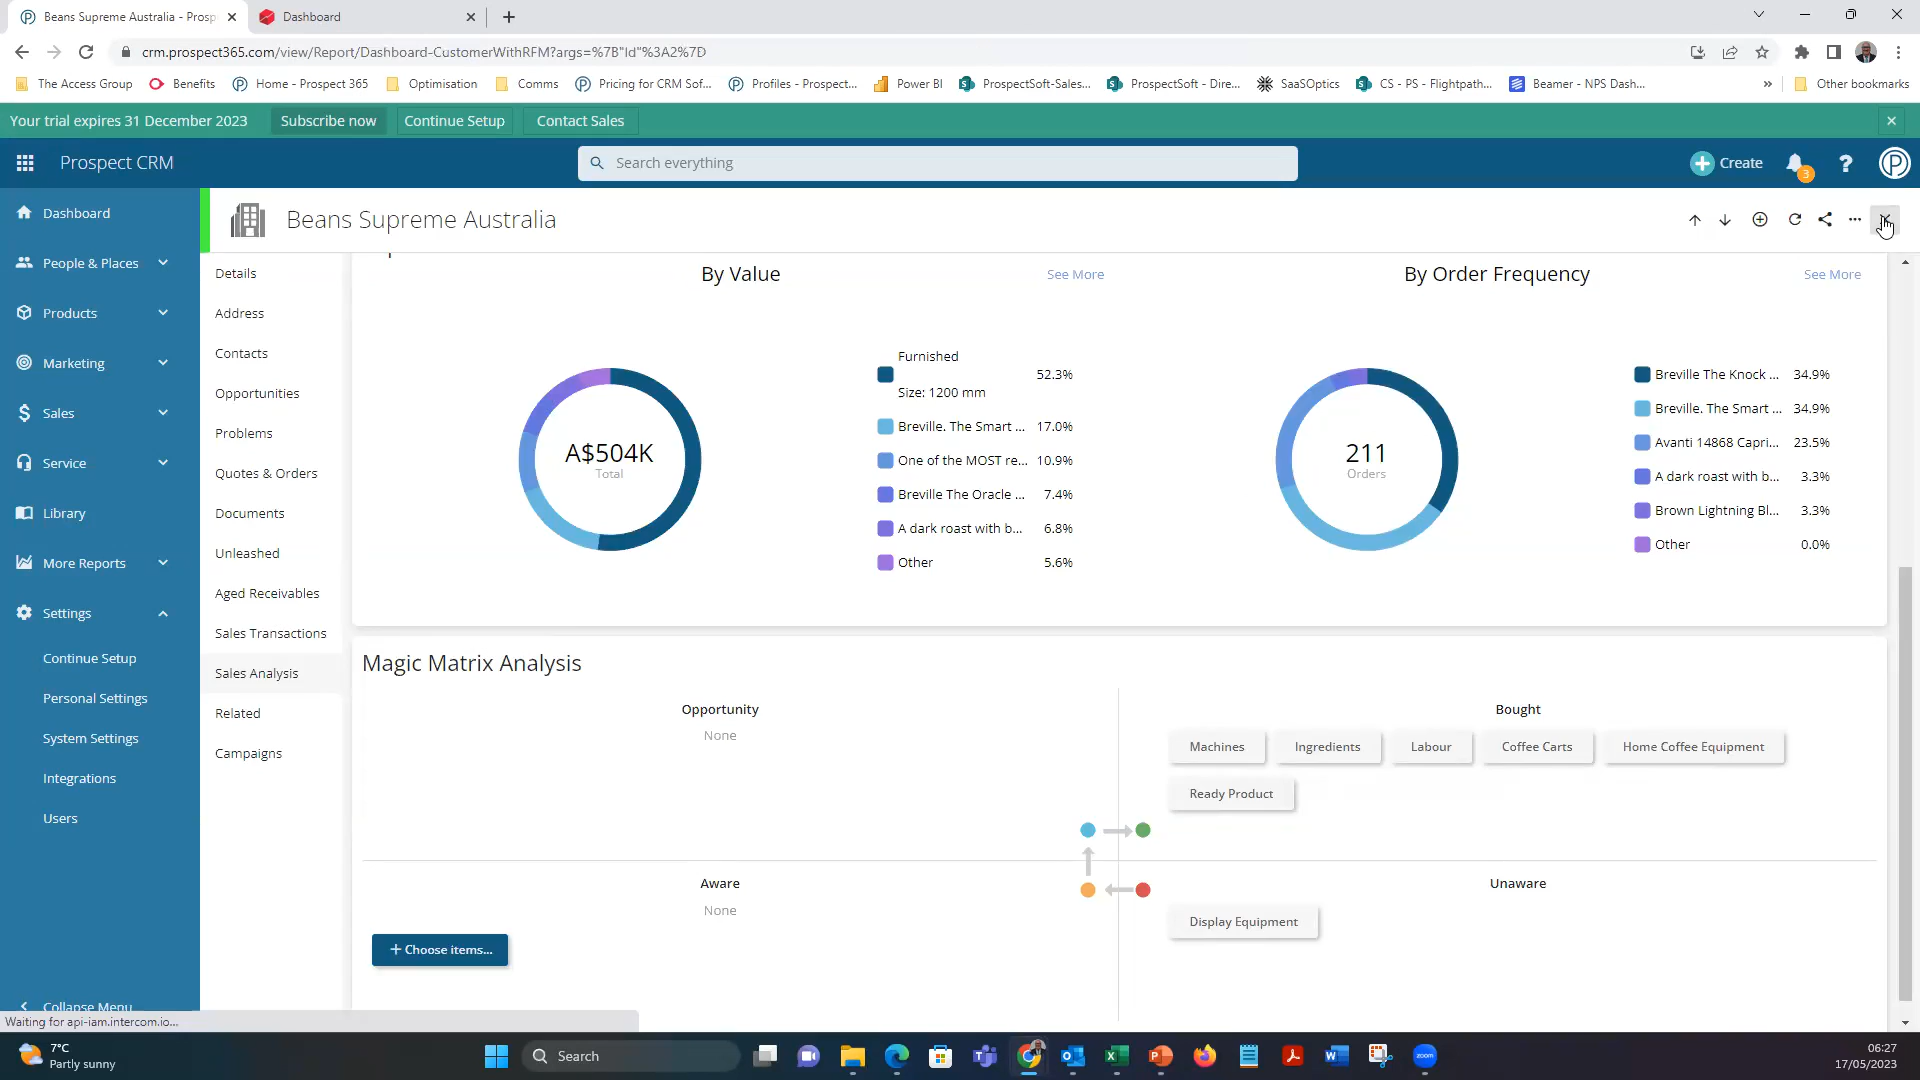 Beans Supreme Australia - Prosp
Dashboard
crm.prospect365.com/view/Report/Dashboard-CustomerWithRFM?args=%7B"Id"%3A2%7D
The Access Group
Benefits
Home - Prospect 365
Optimisation
Comms
Pricing for CRM Sof...
Profiles - Prospect...
Power BI
ProspectSoft-Sales...
ProspectSoft - Dire...
SaaSOptics
CS - PS - Flightpath...
Beamer - NPS Dash...
»
Other bookmarks
Your trial expires 31 December 2023
Subscribe now
Continue Setup
Contact Sales
Prospect CRM
Search everything
Create
3
?
P
Dashboard
People & Places
Products
Marketing
Sales
Service
Library
More Reports
Settings
Continue Setup
Personal Settings
System Settings
Integrations
Users
Collapse Menu
Beans Supreme Australia
Details
Address
Contacts
Opportunities
Problems
Quotes & Orders
Documents
Unleashed
Aged Receivables
Sales Transactions
Sales Analysis
Related
Campaigns
By Value
See More
A$504K
Total
Furnished
52.3%
Size: 1200 mm
Breville. The Smart ... 17.0%
One of the MOST re... 10.9%
Breville The Oracle ... 7.4%
A dark roast with b... 6.8%
Other 5.6%
By Order Frequency
See More
211
Orders
Breville The Knock ... 34.9%
Breville. The Smart ... 34.9%
Avanti 14868 Capri... 23.5%
A dark roast with b... 3.3%
Brown Lightning Bl... 3.3%
Other 0.0%
Magic Matrix Analysis
Opportunity
None
Bought
Machines
Ingredients
Labour
Coffee Carts
Home Coffee Equipment
Ready Product
Aware
None
+ Choose items...
Unaware
Display Equipment
Waiting for api-iam.intercom.io...
7°C
Partly sunny
Search
zoom
06:27
17/05/2023